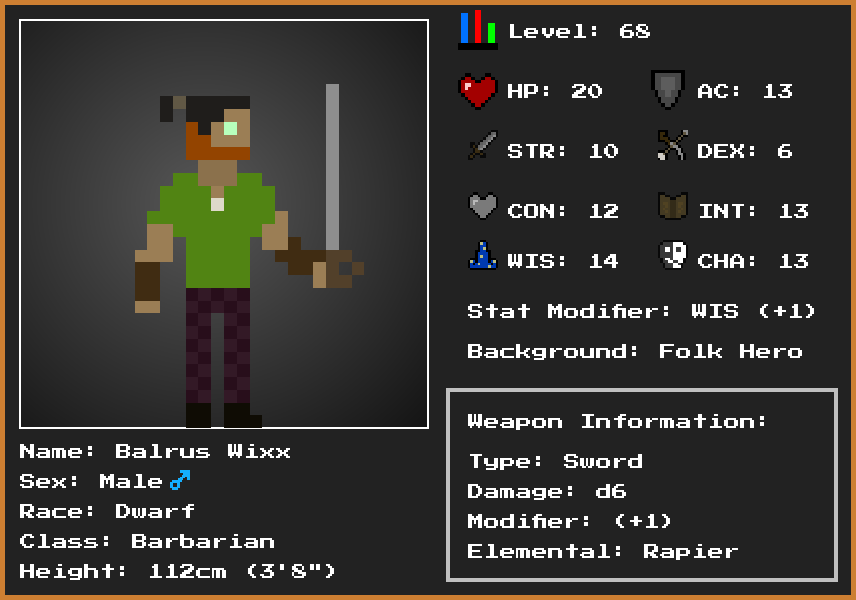 Level: 68
HP: 20
AC: 13
STR: 10
DEX: 6
CON: 12
INT: 13
WIS: 14
CHA: 13
Stat Modifier: WIS (+1)
Background: Folk Hero
Weapon Information:
Type: Sword
Damage: d6
Modifier: (+1)
Elemental: Rapier
Name: Balrus Wixx
Sex: Male♂
Race: Dwarf
Class: Barbarian
Height: 112cm (3'8")